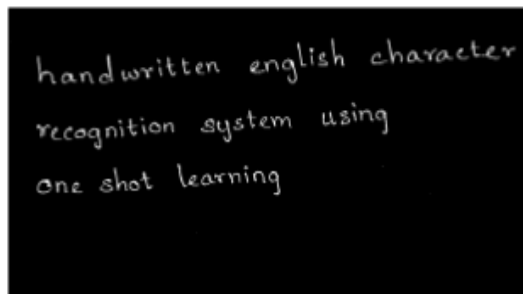 handwritten english character
recognition system using
one shot learning